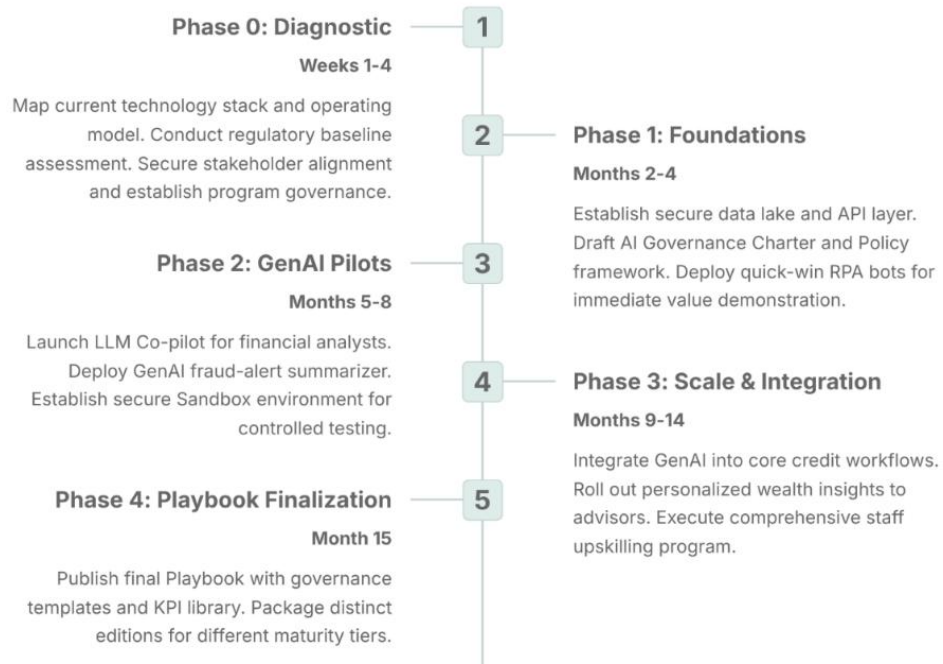 Phase 0: Diagnostic
1
Weeks 1-4
Map current technology stack and operating
model. Conduct regulatory baseline
assessment. Secure stakeholder alignment
and establish program governance.
2
Phase 1: Foundations
Months 2-4
Establish secure data lake and API layer.
Draft AI Governance Charter and Policy
framework. Deploy quick-win RPA bots for
immediate value demonstration.
Phase 2: GenAI Pilots
3
Months 5-8
Launch LLM Co-pilot for financial analysts.
Deploy GenAI fraud-alert summarizer.
Establish secure Sandbox environment for
controlled testing.
4
Phase 3: Scale & Integration
Months 9-14
Integrate GenAI into core credit workflows.
Roll out personalized wealth insights to
advisors. Execute comprehensive staff
upskilling program.
Phase 4: Playbook Finalization
5
Month 15
Publish final Playbook with governance
templates and KPI library. Package distinct
editions for different maturity tiers.